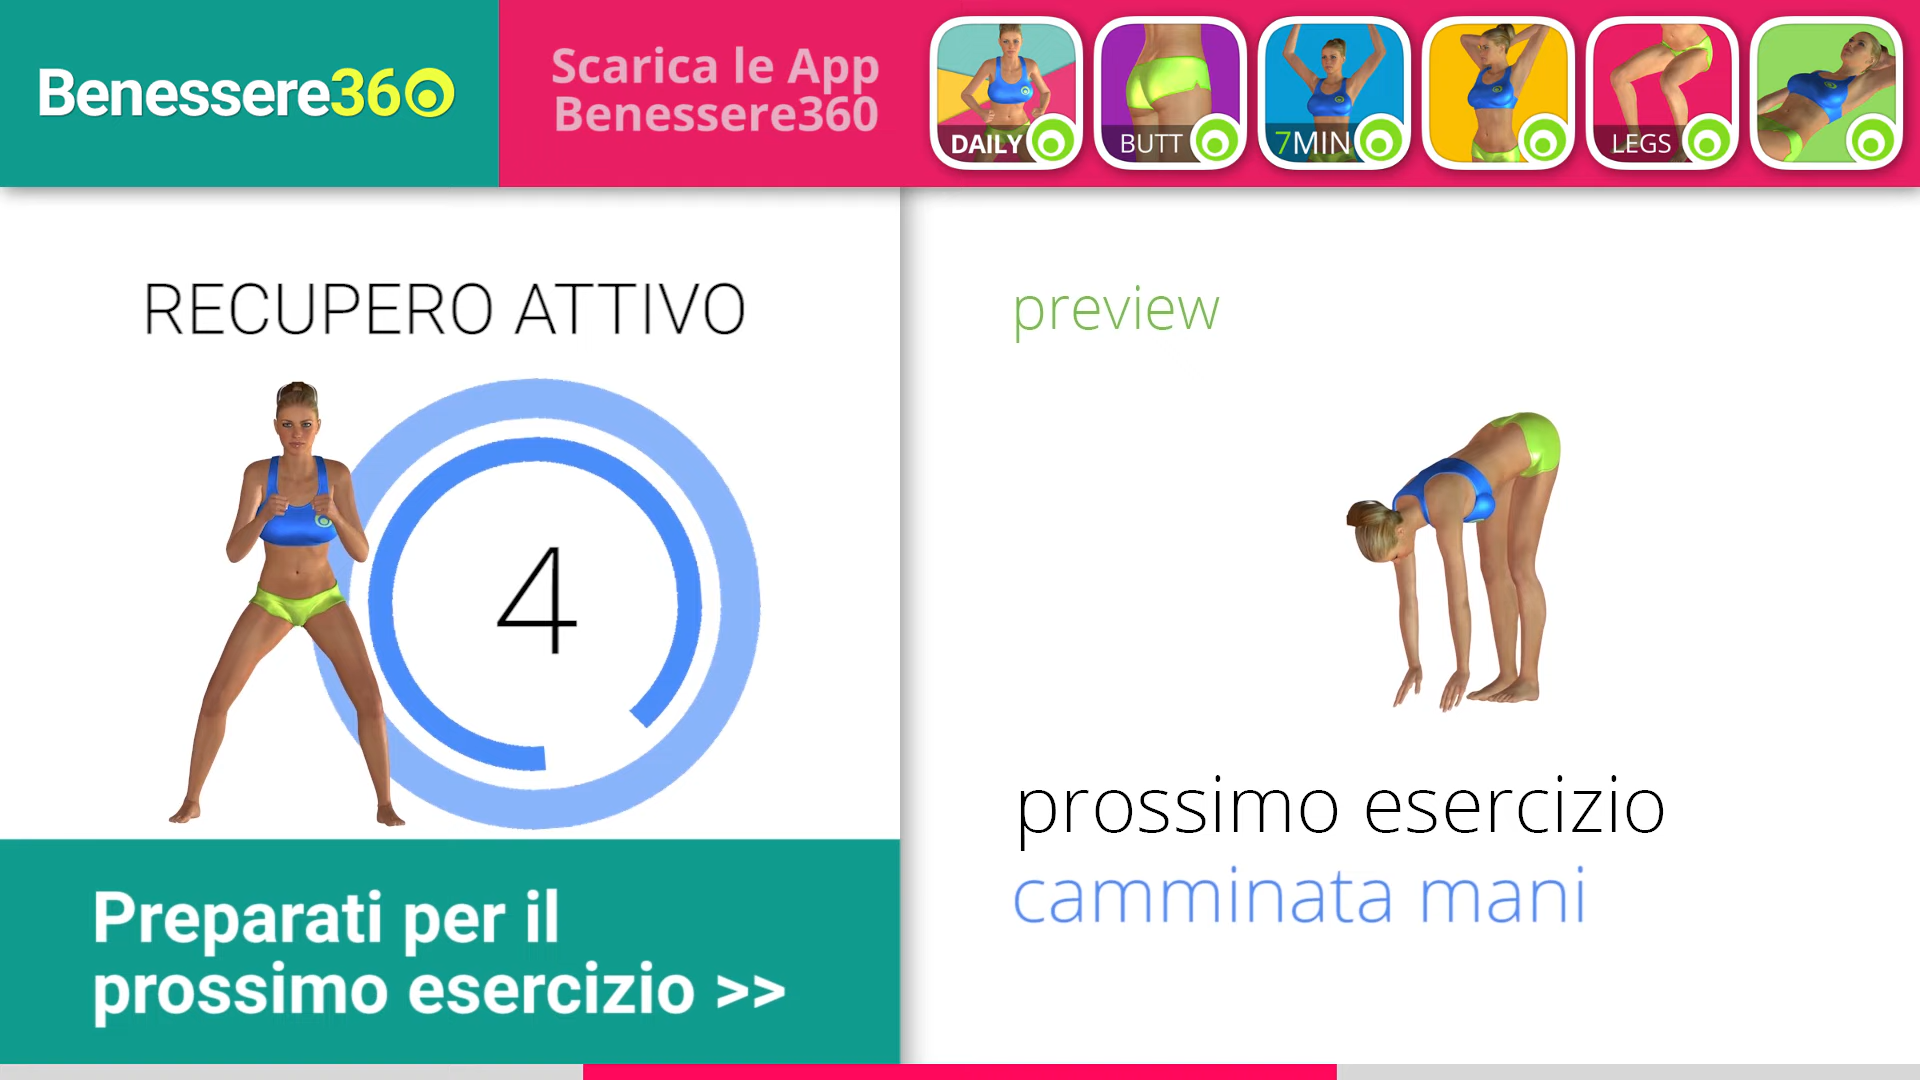 Benessere360
Scarica le App
Benessere360
DAILY
BUTT
7MIN
LEGS
RECUPERO ATTIVO
4
Preparati per il
prossimo esercizio >>
preview
prossimo esercizio
camminata mani